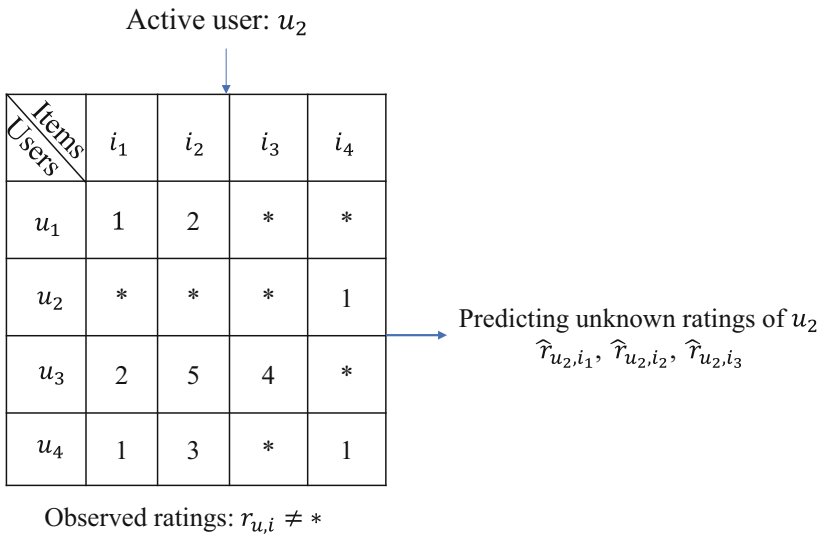 Active user: u₂
Items
Users
i₁ i₂ i₃ i₄
u₁ 1 2 * *
u₂ * * * 1
u₃ 2 5 4 *
u₄ 1 3 * 1
Predicting unknown ratings of u₂
r̂_{u₂,i₁}, r̂_{u₂,i₂}, r̂_{u₂,i₃}
Observed ratings: r_{u,i} ≠ *